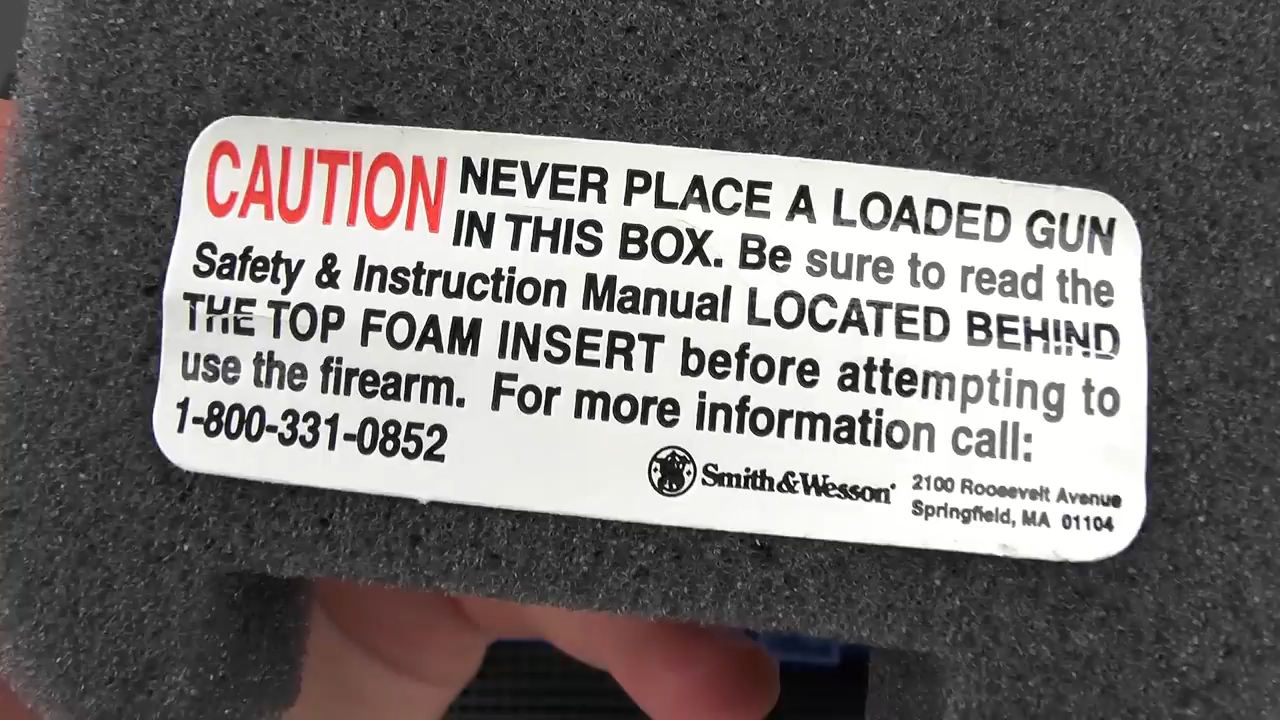 CAUTION NEVER PLACE A LOADED GUN
IN THIS BOX. Be sure to read the
Safety & Instruction Manual LOCATED BEHIND
THE TOP FOAM INSERT before attempting to
use the firearm. For more information call:
1-800-331-0852
Smith & Wesson
2100 Roosevelt Avenue
Springfield, MA 01104